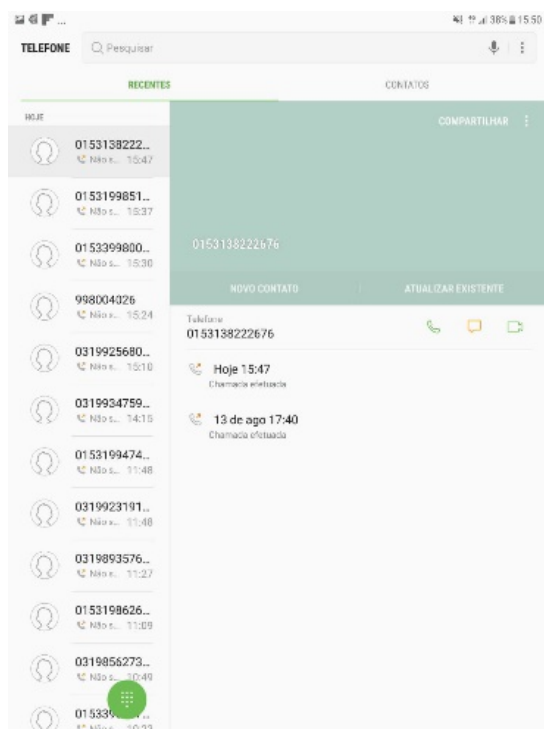 38% 15:50
TELEFONE Pesquisar
RECENTES CONTATOS
HOJE
0153138222...
Não s... 15:47
0153199851...
Não s... 15:37
0153399800...
Não s... 15:30
998004026
Não s... 15:24
0319925680...
Não s... 15:10
0319934759...
Não s... 14:15
0153199474...
Não s... 11:48
0319923191...
Não s... 11:48
0319893576...
Não s... 11:27
0153198626...
Não s... 11:09
0319856273...
Não s... 10:49
COMPARTILHAR
0153138222676
NOVO CONTATO ATUALIZAR EXISTENTE
Telefone
0153138222676
Hoje 15:47
Chamada efetuada
13 de ago 17:40
Chamada efetuada